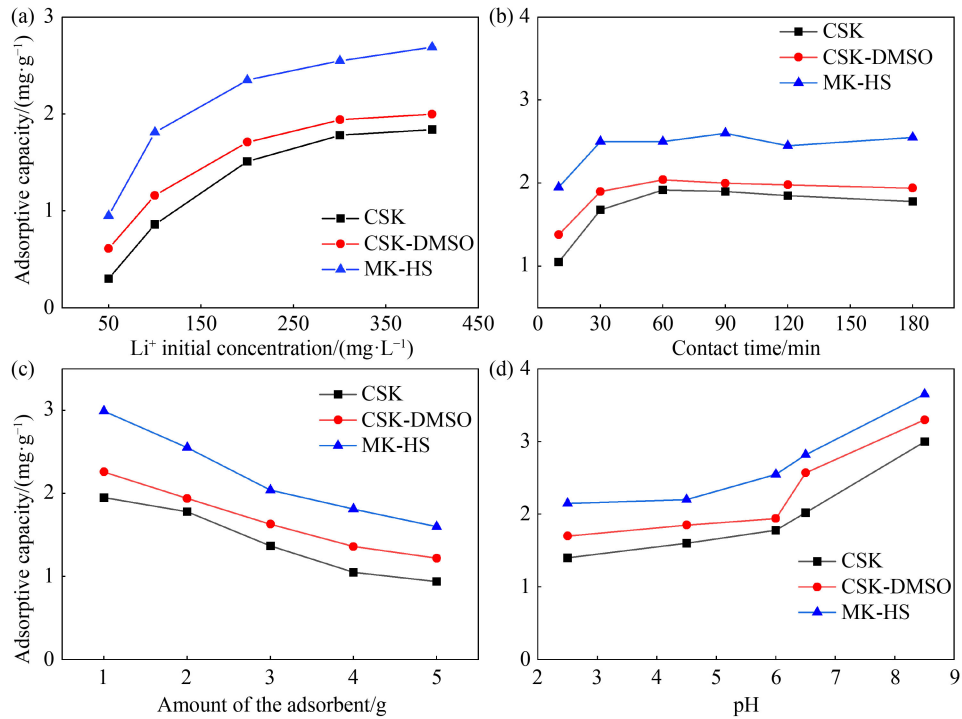 (a)
3
2
1
0
Adsorptive capacity/(mg·g⁻¹)
CSK
CSK-DMSO
MK-HS
50 150 250 350 450
Li⁺ initial concentration/(mg·L⁻¹)
(b)
4
3
2
1
CSK
CSK-DMSO
MK-HS
0 30 60 90 120 150 180
Contact time/min
(c)
3
2
1
0
Adsorptive capacity/(mg·g⁻¹)
CSK
CSK-DMSO
MK-HS
1 2 3 4 5
Amount of the adsorbent/g
(d)
4
3
2
1
0
CSK
CSK-DMSO
MK-HS
2 3 4 5 6 7 8 9
pH